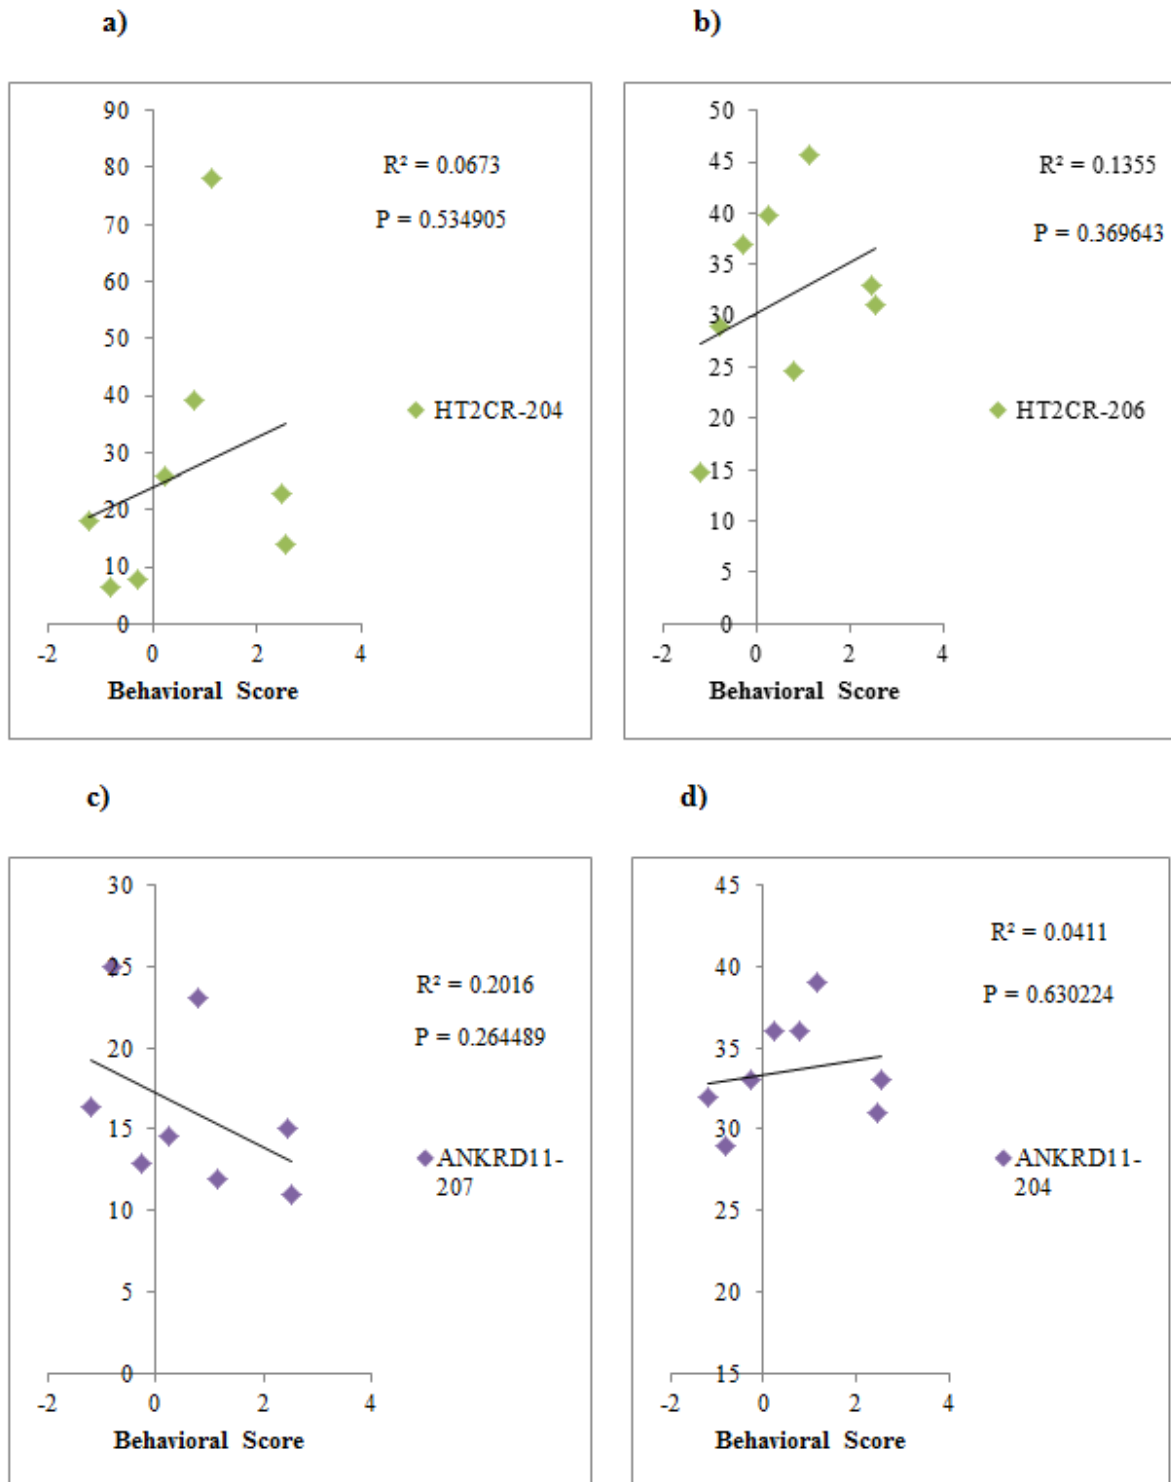 a)
90
80
70
60
50
40
30
20
10
0
-2 0 2 4
Behavioral Score
R² = 0.0673
P = 0.534905
HT2CR-204
b)
50
45
40
35
30
25
20
15
10
5
0
-2 0 2 4
Behavioral Score
R² = 0.1355
P = 0.369643
HT2CR-206
c)
30
25
20
15
10
5
0
-2 0 2 4
Behavioral Score
R² = 0.2016
P = 0.264489
ANKRD11-
207
d)
45
40
35
30
25
20
15
-2 0 2 4
Behavioral Score
R² = 0.0411
P = 0.630224
ANKRD11-
204